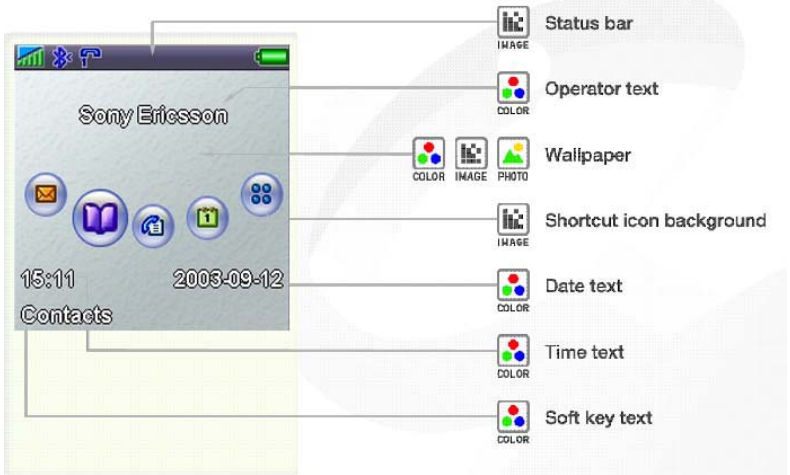 Status bar
IMAGE
Operator text
COLOR
Sony Ericsson
Wallpaper
COLOR IMAGE PHOTO
1
Shortcut icon background
IMAGE
15:11 2003-09-12
Date text
COLOR
Contacts
Time text
COLOR
Soft key text
COLOR